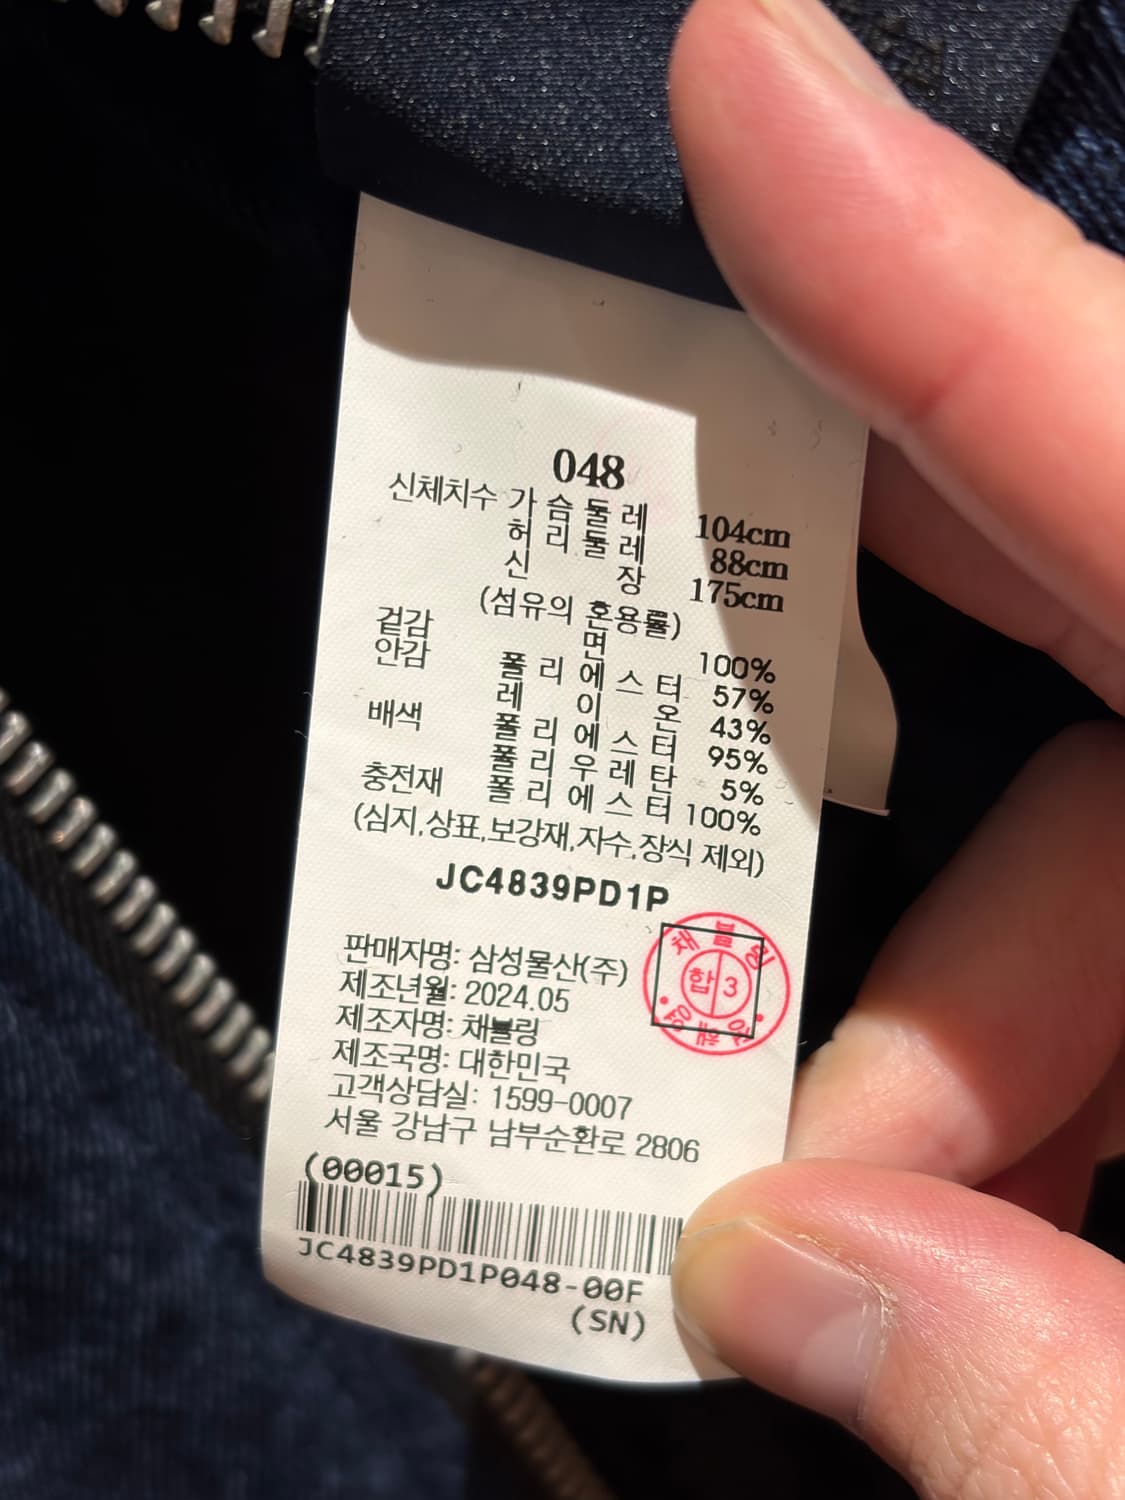 048
신체치수 가슴둘레 104cm
허리둘레 88cm
신장 175cm
(섬유의 혼용률)
겉감 면 100%
안감 폴리에스터 57%
레이온 43%
배색 폴리에스터 95%
폴리우레탄 5%
충전재 폴리에스터 100%
(심지,상표,보강재,자수,장식 제외)
JC4839PD1P
판매자명: 삼성물산(주)
제조년월: 2024.05
제조자명: 채블링
제조국명: 대한민국
고객상담실: 1599-0007
서울 강남구 남부순환로 2806
합 3
(00015)
JC4839PD1P048-00F
(SN)